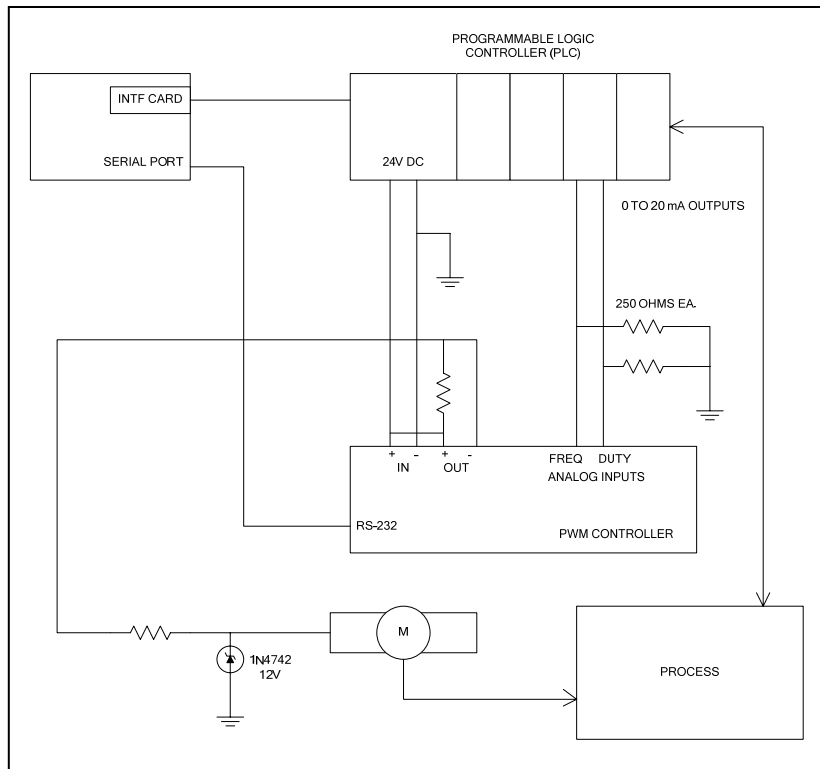 PROGRAMMABLE LOGIC
CONTROLLER (PLC)
INTF CARD
SERIAL PORT
24V DC
0 TO 20 mA OUTPUTS
250 OHMS EA.
+ - + -
IN OUT
FREQ DUTY
ANALOG INPUTS
RS-232
PWM CONTROLLER
M
1N4742
12V
PROCESS